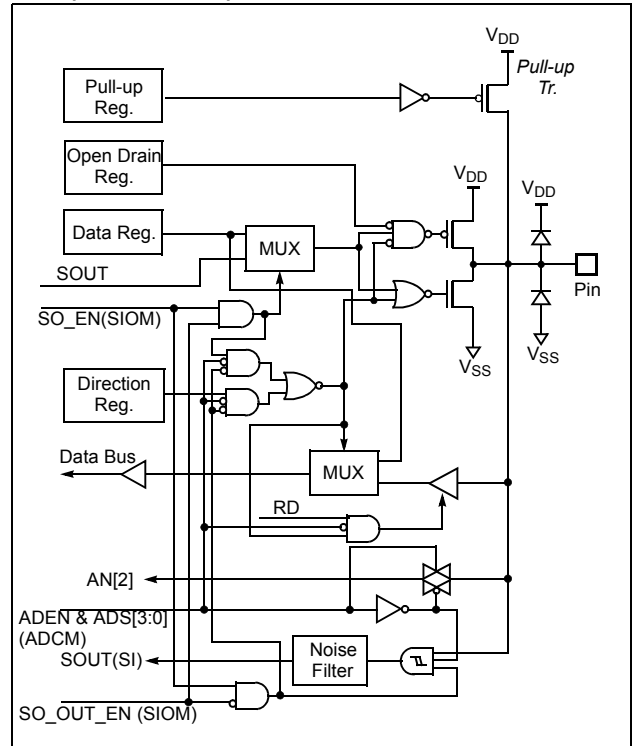 VDD
Pull-up
Tr.
Pull-up
Reg.
Open Drain
Reg.
VDD
VDD
Data Reg.
MUX
SOUT
Pin
SO_EN(SIOM)
VSS
VSS
Direction
Reg.
Data Bus
MUX
RD
AN[2]
ADEN & ADS[3:0]
(ADCM)
Noise
Filter
SOUT(SI)
SO_OUT_EN (SIOM)